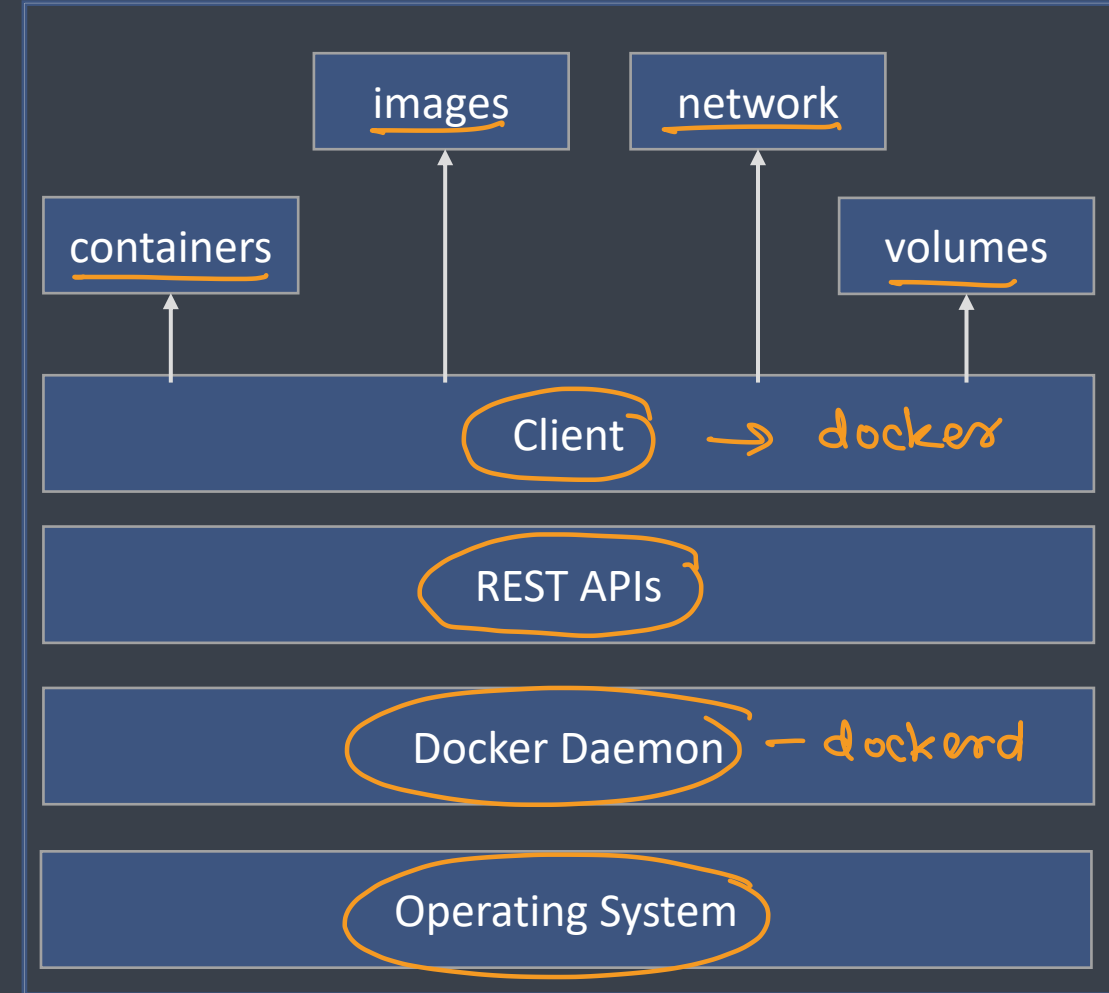 images
network
containers
volumes
Client → docker
REST APIs
Docker Daemon - dockerd
Operating System